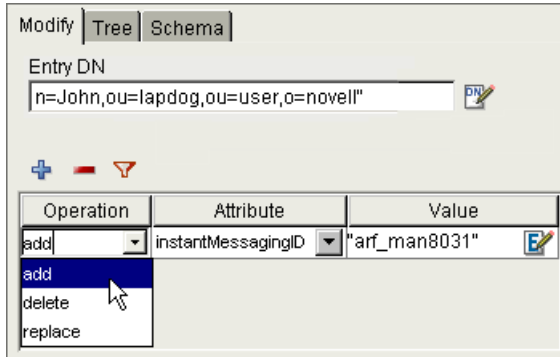 Modify Tree Schema
Entry DN
n=John,ou=lapdog,ou=user,o=novell"
DN
Operation Attribute Value
add instantMessagingID "arf_man8031" E
add
delete
replace